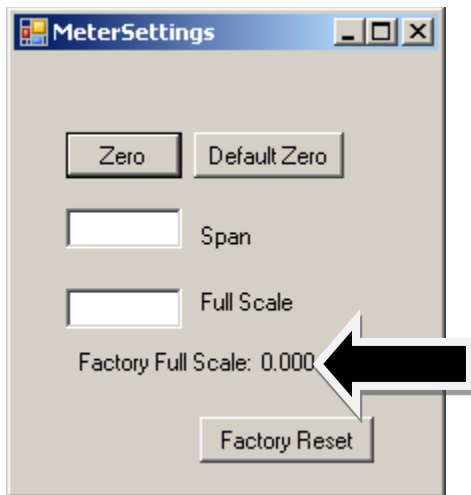 MeterSettings
Zero Default Zero
Span
Full Scale
Factory Full Scale: 0.000
Factory Reset